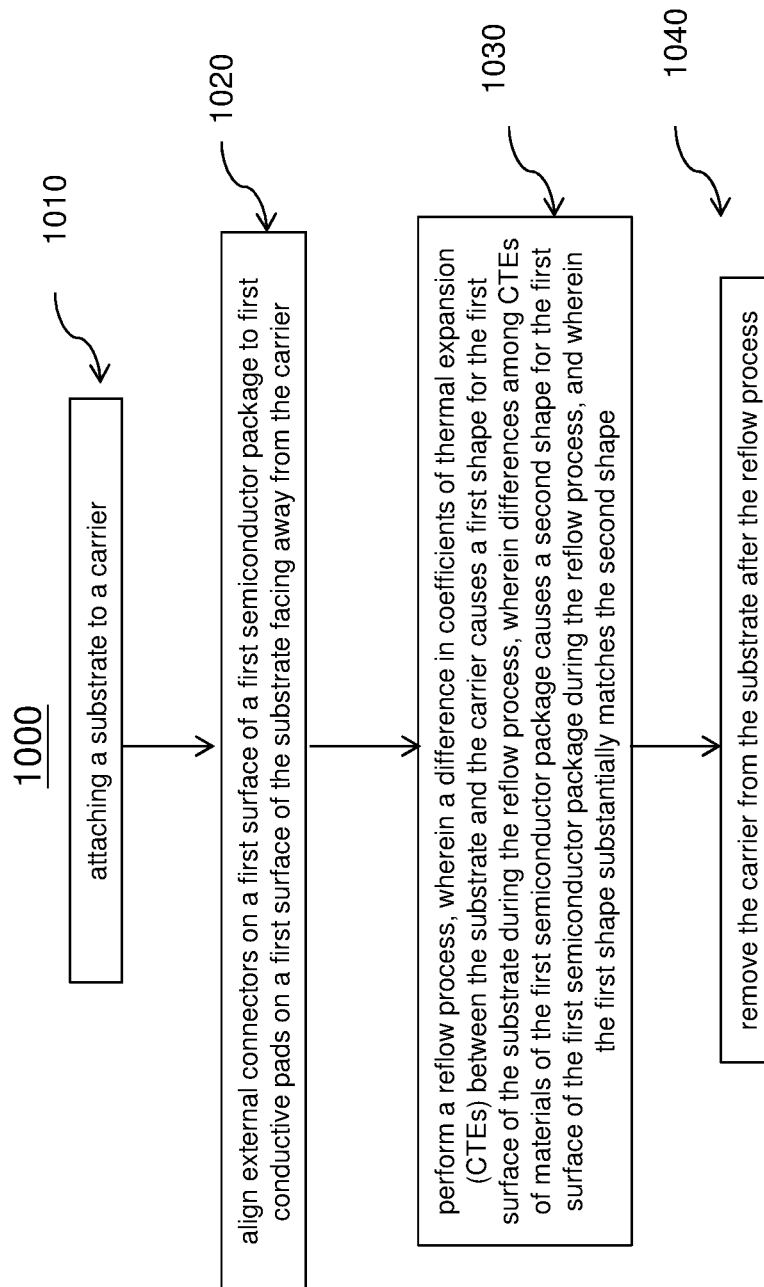 1000
attaching a substrate to a carrier
1010
align external connectors on a first surface of a first semiconductor package to first
conductive pads on a first surface of the substrate facing away from the carrier
1020
perform a reflow process, wherein a difference in coefficients of thermal expansion
(CTEs) between the substrate and the carrier causes a first shape for the first
surface of the substrate during the reflow process, wherein differences among CTEs
of materials of the first semiconductor package causes a second shape for the first
surface of the first semiconductor package during the reflow process, and wherein
the first shape substantially matches the second shape
1030
remove the carrier from the substrate after the reflow process
1040